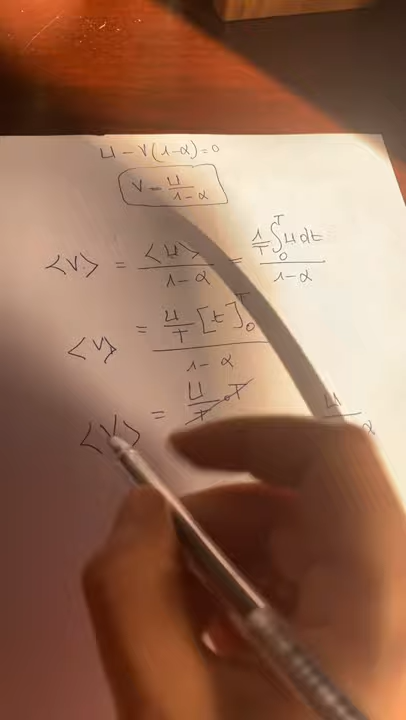 U - V(1-α)=0
V = U/(1-α)
<V> = <U>/(1-α) = (1/T ∫₀ᵀ U dt)/(1-α)
<V> = (U/T [t]₀ᵀ)/(1-α)
<V> = U/T · T U